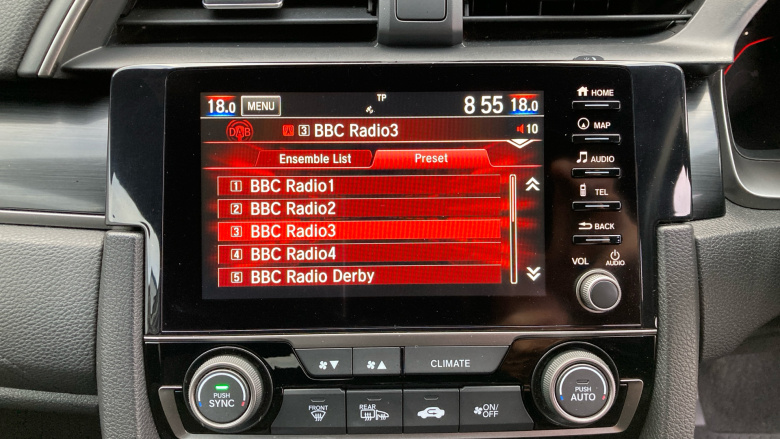 18.0 MENU TP 8 55 18.0
DAB 3 BBC Radio3 10
Ensemble List Preset
1 BBC Radio1
2 BBC Radio2
3 BBC Radio3
4 BBC Radio4
5 BBC Radio Derby
HOME
MAP
AUDIO
TEL
BACK
VOL AUDIO
CLIMATE
PUSH
SYNC
FRONT
REAR
ON/
OFF
PUSH
AUTO